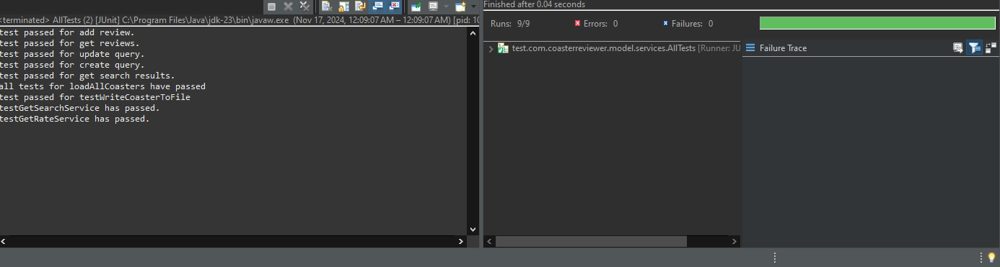 <terminated> AllTests (2) [JUnit] C:\Program Files\Java\jdk-23\bin\javaw.exe (Nov 17, 2024, 12:09:07 AM – 12:09:07 AM) [pid: 10
test passed for add review.
test passed for get reviews.
test passed for update query.
test passed for create query.
test passed for get search results.
all tests for loadAllCoasters have passed
test passed for testWriteCoasterToFile
testGetSearchService has passed.
testGetRateService has passed.
Finished after 0.04 seconds
Runs: 9/9 Errors: 0 Failures: 0
test.com.coasterreviewer.model.services.AllTests [Runner: JU
Failure Trace